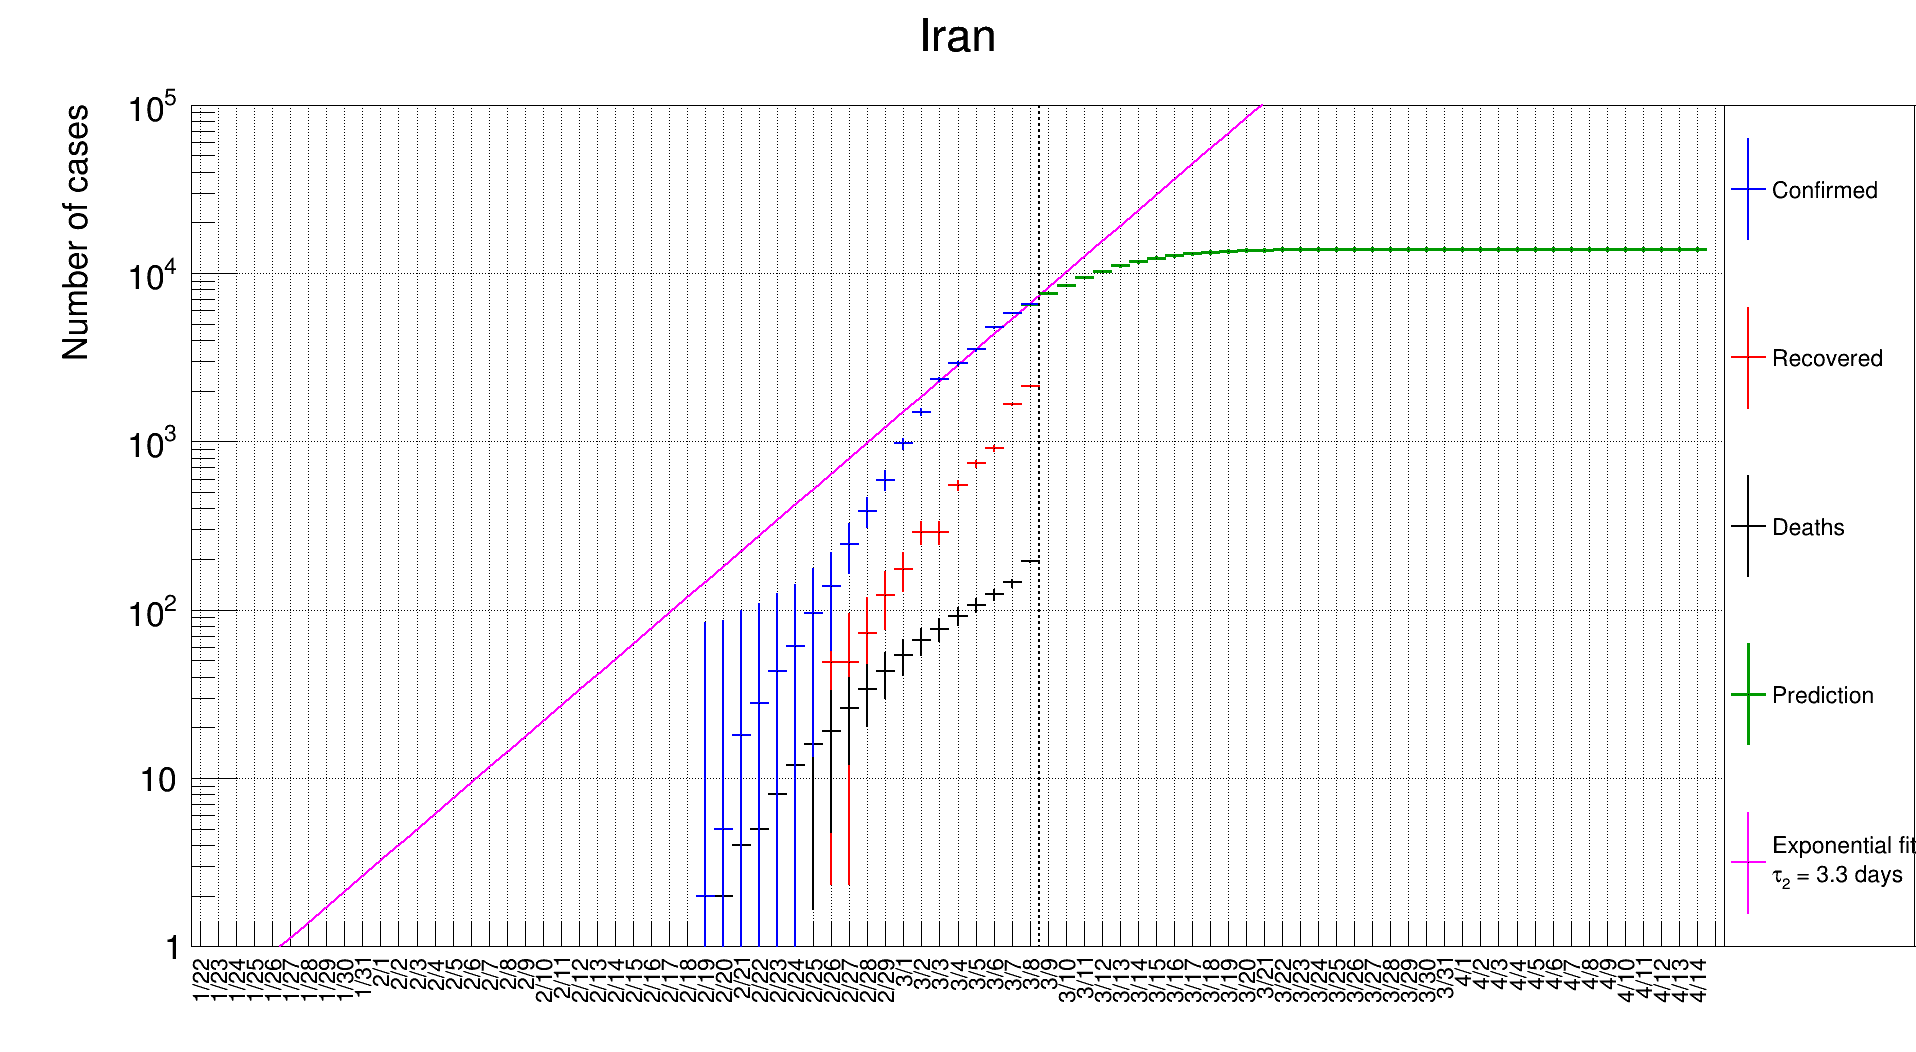 Iran
Number of cases
10^5
10^4
10^3
10^2
10
1
1/22 1/23 1/24 1/25 1/26 1/27 1/28 1/29 1/30 1/31 2/1 2/2 2/3 2/4 2/5 2/6 2/7 2/8 2/9 2/10 2/11 2/12 2/13 2/14 2/15 2/16 2/17 2/18 2/19 2/20 2/21 2/22 2/23 2/24 2/25 2/26 2/27 2/28 2/29 3/1 3/2 3/3 3/4 3/5 3/6 3/7 3/8 3/9 3/10 3/11 3/12 3/13 3/14 3/15 3/16 3/17 3/18 3/19 3/20 3/21 3/22 3/23 3/24 3/25 3/26 3/27 3/28 3/29 3/30 3/31 4/1 4/2 4/3 4/4 4/5 4/6 4/7 4/8 4/9 4/10 4/11 4/12 4/13 4/14
Confirmed
Recovered
Deaths
Prediction
Exponential fit
τ₂ = 3.3 days